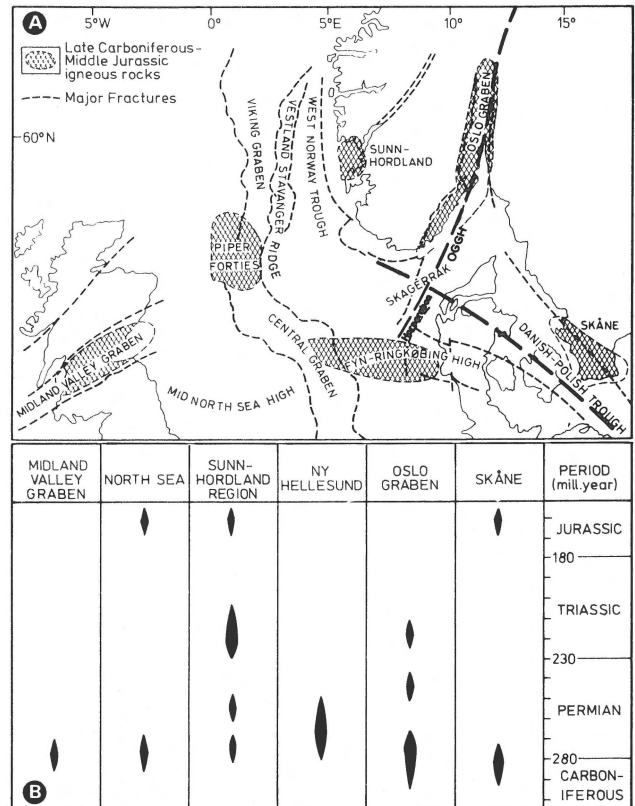 A
5°W
0°
5°
10°
15°
Late Carboniferous-
Middle Jurassic
igneous rocks
Major Fractures
60°N
VIKING GRABEN
VESTLAND STAVANGER RIDGE
WEST NORWAY TROUGH
SUNN-
HORDLAND
OSLO GRABEN
PIPER
FORTIES
SKAGERRAK
OGGH
CENTRAL GRABEN
FYN-RINGKØBING HIGH
SKÅNE
DANISH-POLISH TROUGH
MIDLAND VALLEY GRABEN
MID NORTH SEA HIGH
MIDLAND
VALLEY
GRABEN
NORTH SEA
SUNN-
HORDLAND
REGION
NY
HELLESUND
OSLO
GRABEN
SKÅNE
PERIOD
(mill.year)
JURASSIC
180
TRIASSIC
230
PERMIAN
280
CARBON-
IFEROUS
B